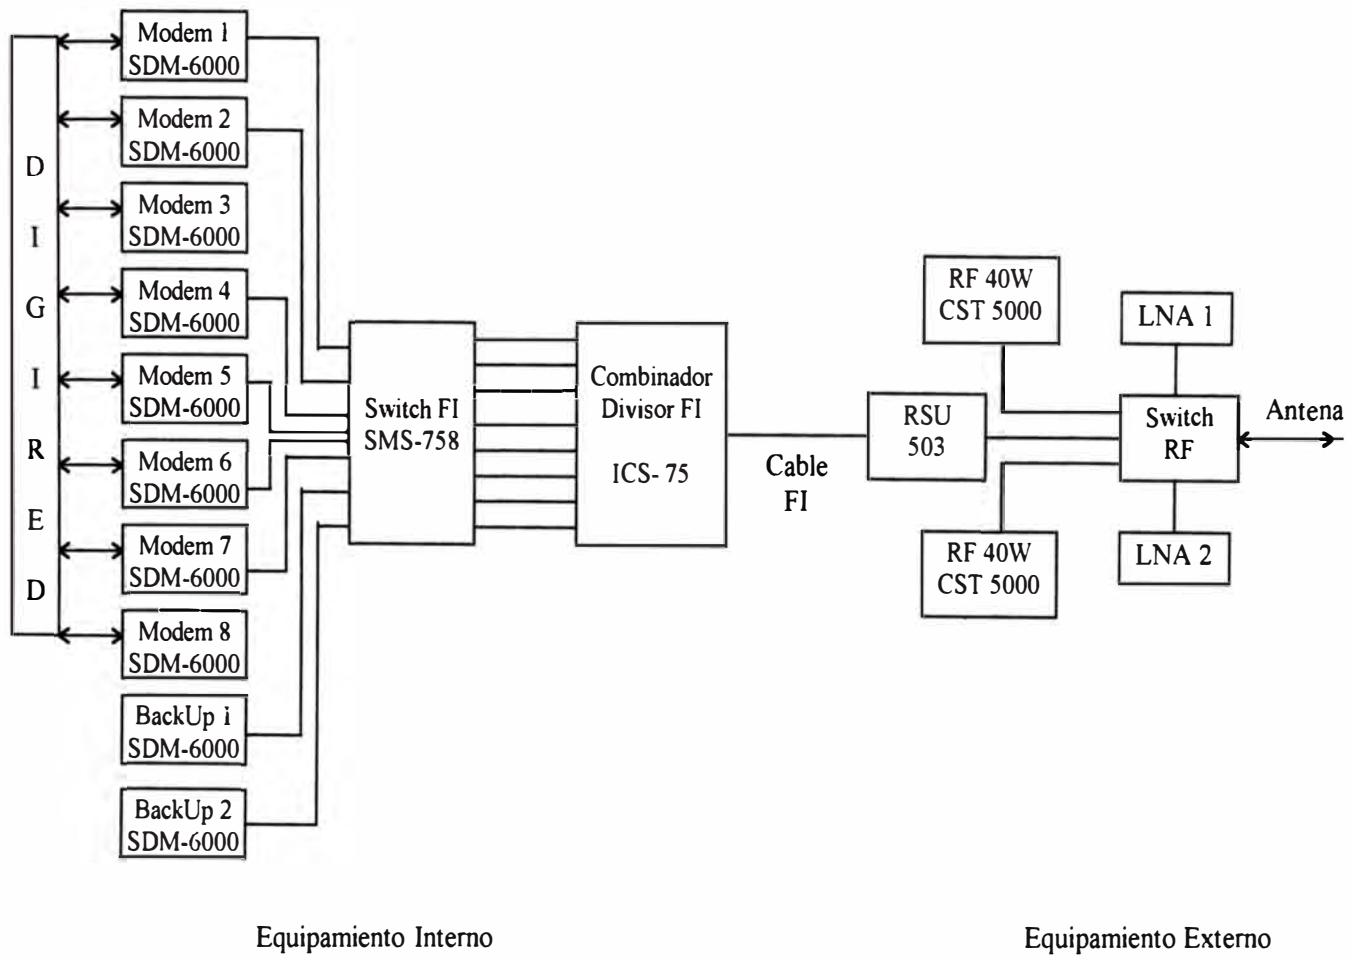 D
I
G
I
R
E
D
Modem 1
SDM-6000
Modem 2
SDM-6000
Modem 3
SDM-6000
Modem 4
SDM-6000
Modem 5
SDM-6000
Modem 6
SDM-6000
Modem 7
SDM-6000
Modem 8
SDM-6000
BackUp 1
SDM-6000
BackUp 2
SDM-6000
Switch FI
SMS-758
Combinador
Divisor FI
ICS- 75
Cable
FI
RSU
503
RF 40W
CST 5000
RF 40W
CST 5000
LNA 1
Switch
RF
LNA 2
Antena
Equipamiento Interno
Equipamiento Externo